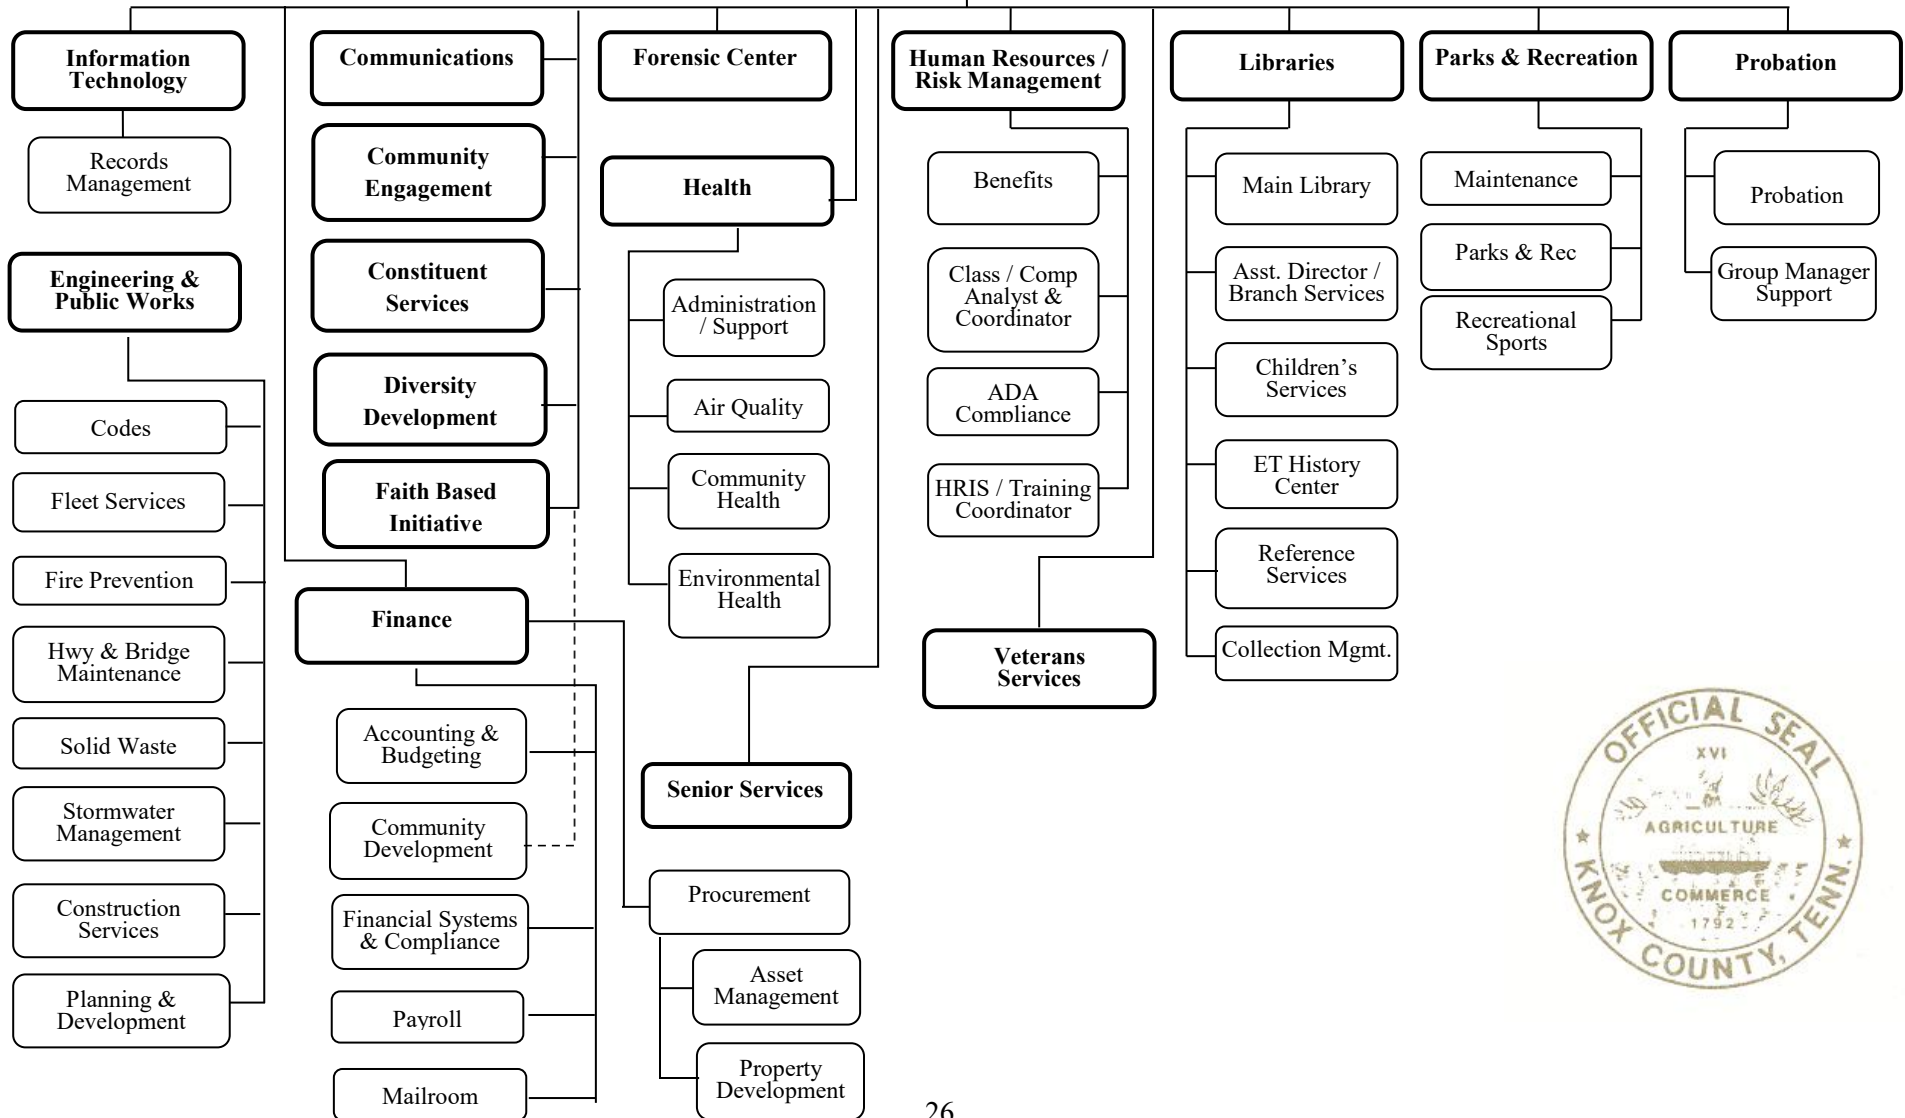 Information
Technology
Records
Management
Engineering &
Public Works
Codes
Fleet Services
Fire Prevention
Hwy & Bridge
Maintenance
Solid Waste
Stormwater
Management
Construction
Services
Planning &
Development
Communications
Community
Engagement
Constituent
Services
Diversity
Development
Faith Based
Initiative
Finance
Accounting &
Budgeting
Community
Development
Financial Systems
& Compliance
Payroll
Mailroom
Forensic Center
Health
Administration
/ Support
Air Quality
Community
Health
Environmental
Health
Senior Services
Procurement
Asset
Management
Property
Development
Human Resources /
Risk Management
Benefits
Class / Comp
Analyst &
Coordinator
ADA
Compliance
HRIS / Training
Coordinator
Veterans
Services
Libraries
Main Library
Asst. Director /
Branch Services
Children’s
Services
ET History
Center
Reference
Services
Collection Mgmt.
Parks & Recreation
Maintenance
Parks & Rec
Recreational
Sports
Probation
Probation
Group Manager
Support
OFFICIAL SEAL
XVI
AGRICULTURE
COMMERCE
1792
KNOX COUNTY, TENN.
26